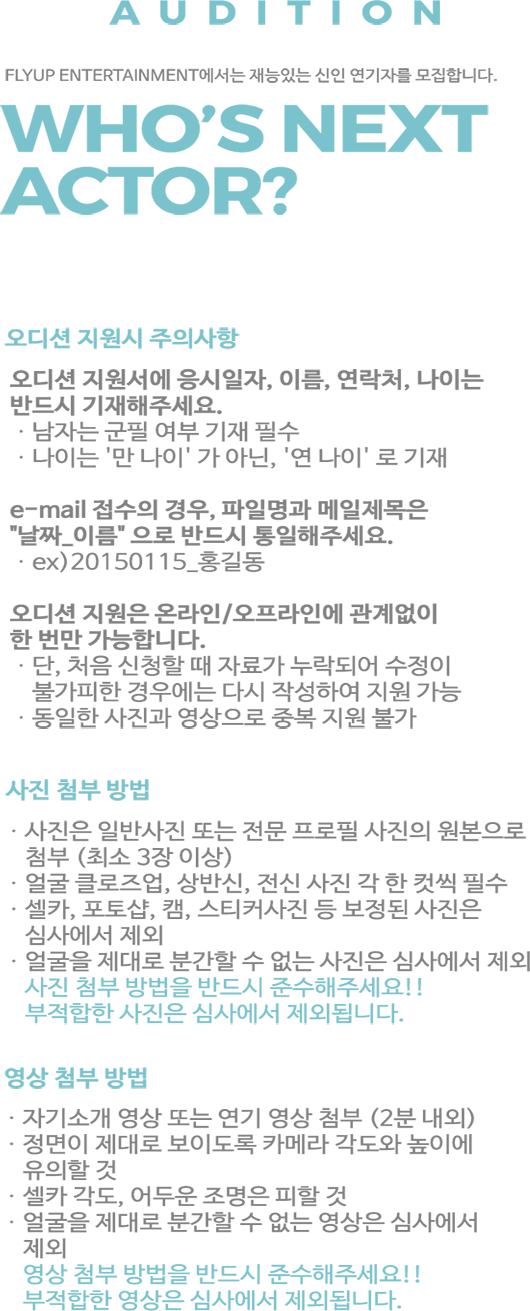 AUDITION
FLYUP ENTERTAINMENT에서는 재능있는 신인 연기자를 모집합니다.
WHO'S NEXT
ACTOR?
오디션 지원시 주의사항
오디션 지원서에 응시일자, 이름, 연락처, 나이는
반드시 기재해주세요.
· 남자는 군필 여부 기재 필수
· 나이는 '만 나이' 가 아닌, '연 나이' 로 기재
e-mail 접수의 경우, 파일명과 메일제목은
"날짜_이름" 으로 반드시 통일해주세요.
· ex)20150115_홍길동
오디션 지원은 온라인/오프라인에 관계없이
한 번만 가능합니다.
· 단, 처음 신청할 때 자료가 누락되어 수정이
불가피한 경우에는 다시 작성하여 지원 가능
· 동일한 사진과 영상으로 중복 지원 불가
사진 첨부 방법
· 사진은 일반사진 또는 전문 프로필 사진의 원본으로
첨부 (최소 3장 이상)
· 얼굴 클로즈업, 상반신, 전신 사진 각 한 컷씩 필수
· 셀카, 포토샵, 캠, 스티커사진 등 보정된 사진은
심사에서 제외
· 얼굴을 제대로 분간할 수 없는 사진은 심사에서 제외
사진 첨부 방법을 반드시 준수해주세요!!
부적합한 사진은 심사에서 제외됩니다.
영상 첨부 방법
· 자기소개 영상 또는 연기 영상 첨부 (2분 내외)
· 정면이 제대로 보이도록 카메라 각도와 높이에
유의할 것
· 셀카 각도, 어두운 조명은 피할 것
· 얼굴을 제대로 분간할 수 없는 영상은 심사에서
제외
영상 첨부 방법을 반드시 준수해주세요!!
부적합한 영상은 심사에서 제외됩니다.